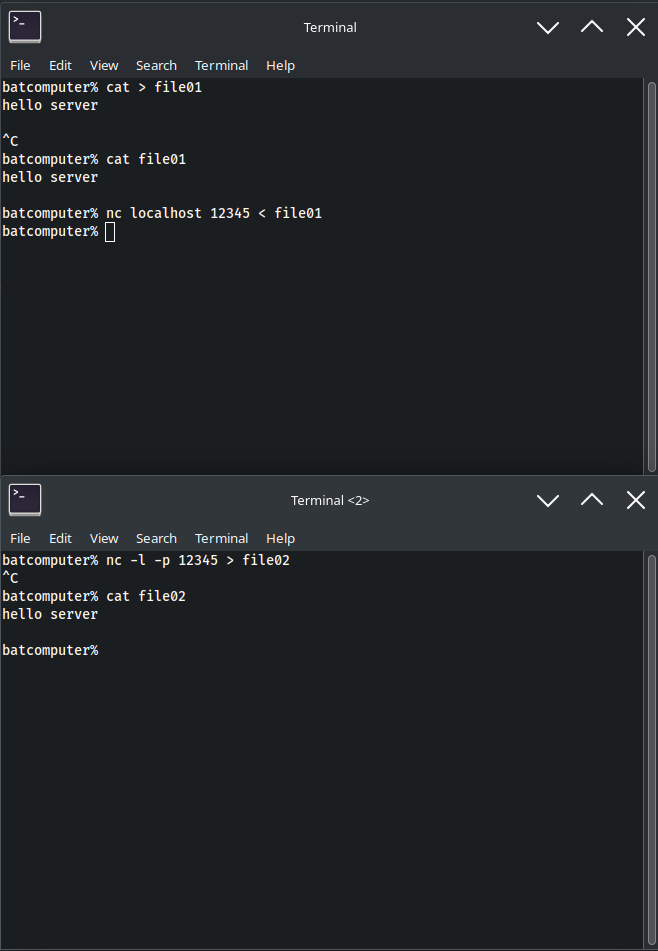 >_
Terminal
File Edit View Search Terminal Help
batcomputer% cat > file01
hello server
^C
batcomputer% cat file01
hello server
batcomputer% nc localhost 12345 < file01
batcomputer%
>_
Terminal <2>
File Edit View Search Terminal Help
batcomputer% nc -l -p 12345 > file02
^C
batcomputer% cat file02
hello server
batcomputer%